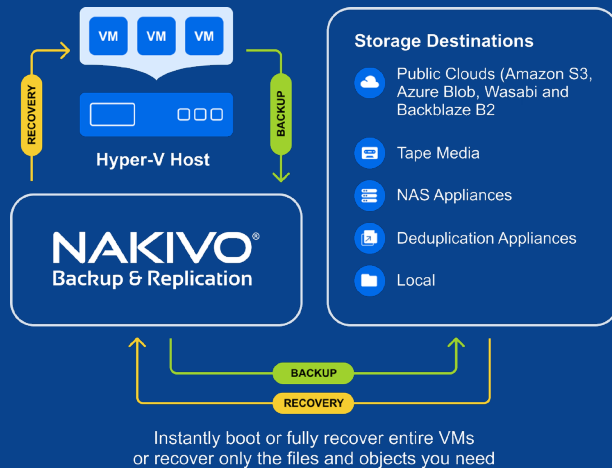 VM VM VM
RECOVERY
BACKUP
Hyper-V Host
NAKIVO®
Backup & Replication
Storage Destinations
Public Clouds (Amazon S3,
Azure Blob, Wasabi and
Backblaze B2
Tape Media
NAS Appliances
Deduplication Appliances
Local
BACKUP
RECOVERY
Instantly boot or fully recover entire VMs
or recover only the files and objects you need